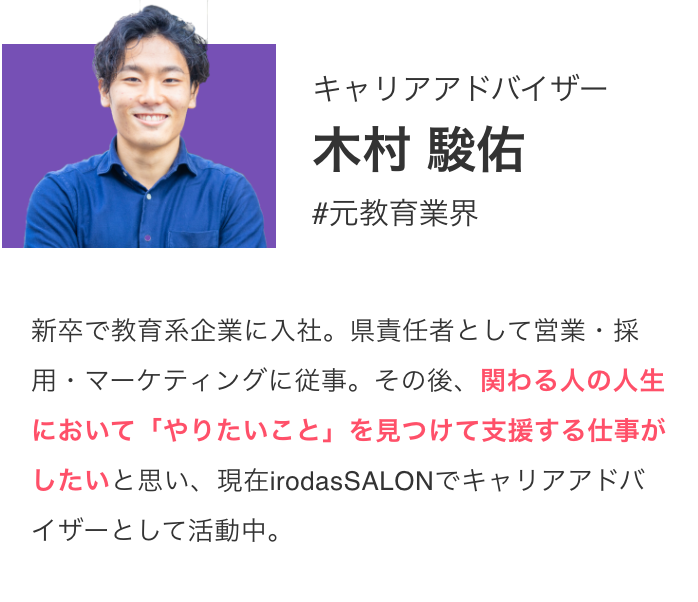 キャリアアドバイザー
木村 駿佑
#元教育業界
新卒で教育系企業に入社。県責任者として営業・採
用・マーケティングに従事。その後、関わる人の人生
において「やりたいこと」を見つけて支援する仕事が
したいと思い、現在irodasSALONでキャリアアドバ
イザーとして活動中。